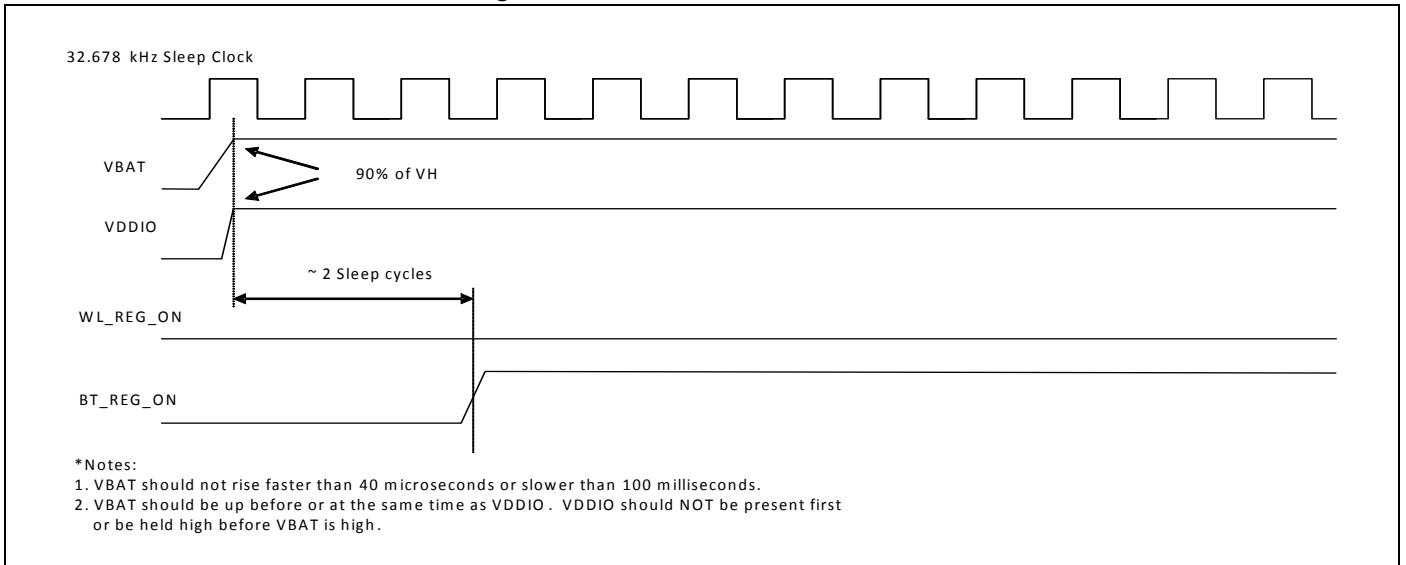 32.678 kHz Sleep Clock
VBAT
90% of VH
VDDIO
~ 2 Sleep cycles
WL_REG_ON
BT_REG_ON
*Notes:
1. VBAT should not rise faster than 40 microseconds or slower than 100 milliseconds.
2. VBAT should be up before or at the same time as VDDIO. VDDIO should NOT be present first
or be held high before VBAT is high.